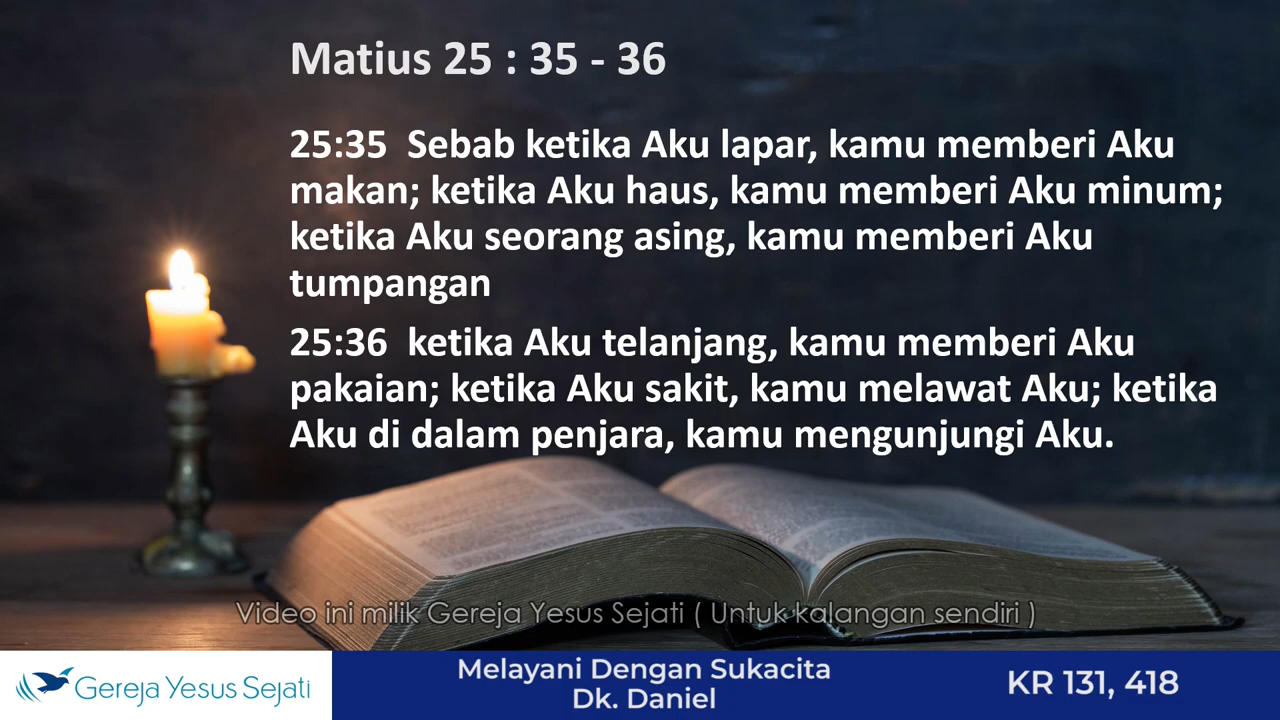 Matius 25 : 35 - 36
25:35 Sebab ketika Aku lapar, kamu memberi Aku
makan; ketika Aku haus, kamu memberi Aku minum;
ketika Aku seorang asing, kamu memberi Aku
tumpangan
25:36 ketika Aku telanjang, kamu memberi Aku
pakaian; ketika Aku sakit, kamu melawat Aku; ketika
Aku di dalam penjara, kamu mengunjungi Aku.
Video ini milik Gereja Yesus Sejati ( Untuk kalangan sendiri )
Gereja Yesus Sejati
Melayani Dengan Sukacita
Dk. Daniel
KR 131, 418